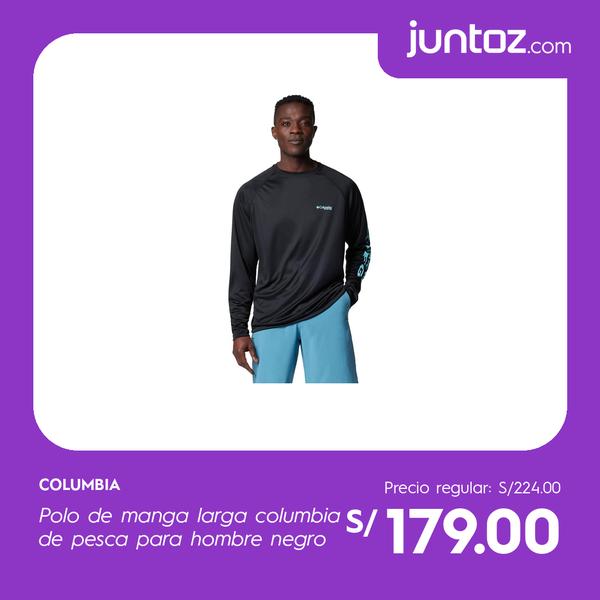 juntoz.com
Columbia
COLUMBIA
Precio regular: S/224.00
Polo de manga larga columbia
de pesca para hombre negro
S/ 179.00